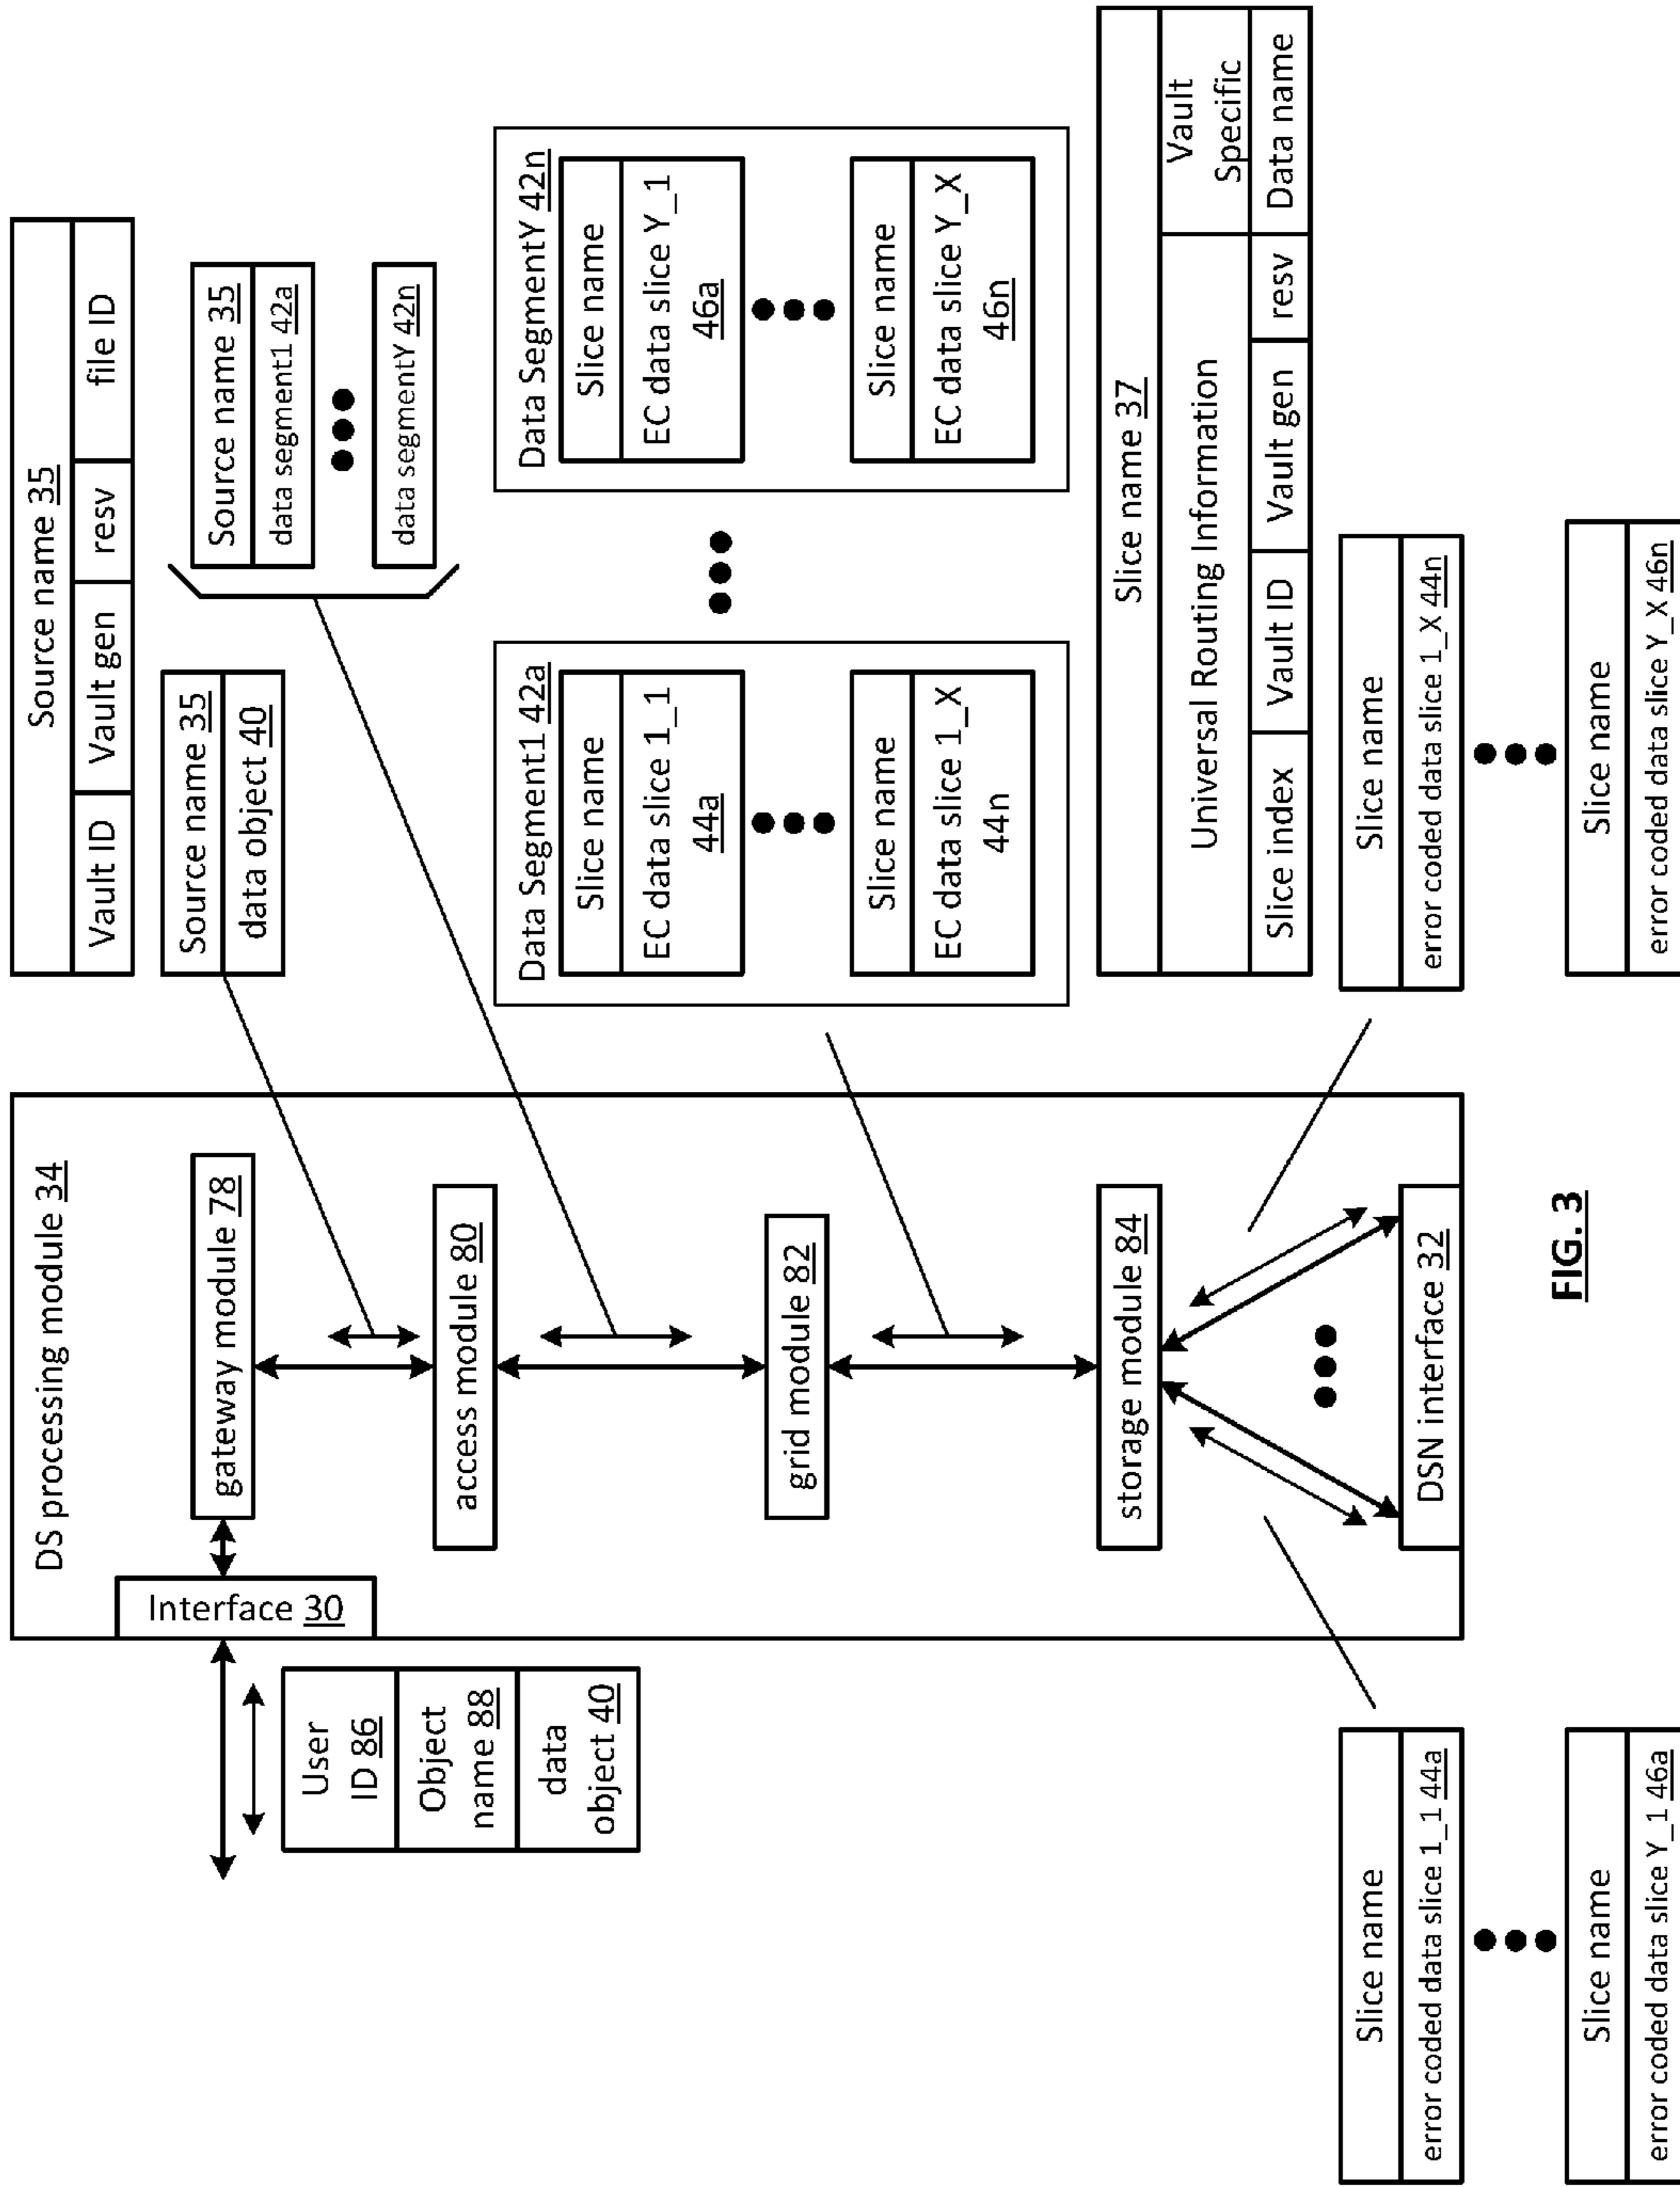 DS processing module 34
Interface 30
gateway module 78
access module 80
grid module 82
storage module 84
DSN interface 32
User
ID 86
Object
name 88
data
object 40
Source name 35
Vault ID
Vault gen
resv
file ID
Source name 35
data object 40
Source name 35
data segment1 42a
data segmentY 42n
Data Segment1 42a
Slice name
EC data slice 1_1
44a
Slice name
EC data slice 1_X
44n
Data SegmentY 42n
Slice name
EC data slice Y_1
46a
Slice name
EC data slice Y_X
46n
Slice name 37
Universal Routing Information
Vault
Specific
Slice index
Vault ID
Vault gen
resv
Data name
Slice name
error coded data slice 1_1 44a
Slice name
error coded data slice Y_1 46a
Slice name
error coded data slice 1_X 44n
Slice name
error coded data slice Y_X 46n
FIG. 3